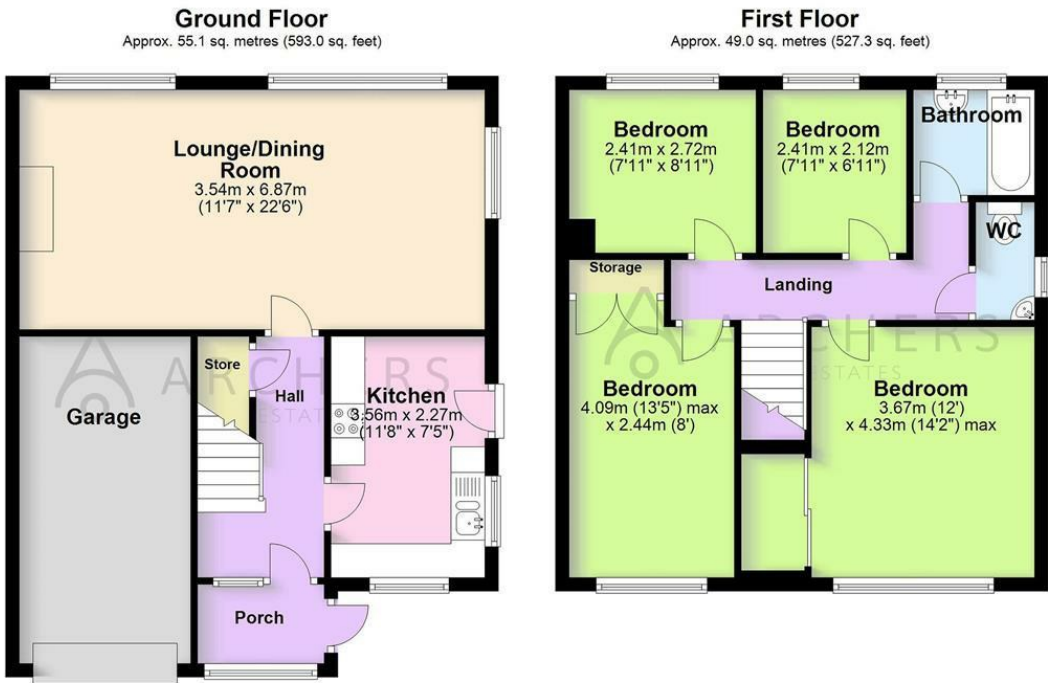 Ground Floor
Approx. 55.1 sq. metres (593.0 sq. feet)
Lounge/Dining
Room
3.54m x 6.87m
(11'7" x 22'6")
Store
Hall
Garage
Kitchen
3.56m x 2.27m
(11'8" x 7'5")
Porch
ARCHERS
ESTATES
First Floor
Approx. 49.0 sq. metres (527.3 sq. feet)
Bedroom
2.41m x 2.72m
(7'11" x 8'11")
Bedroom
2.41m x 2.12m
(7'11" x 6'11")
Bathroom
WC
Storage
Landing
Bedroom
4.09m (13'5") max
x 2.44m (8')
Bedroom
3.67m (12')
x 4.33m (14'2") max
ARCHERS
ESTATES